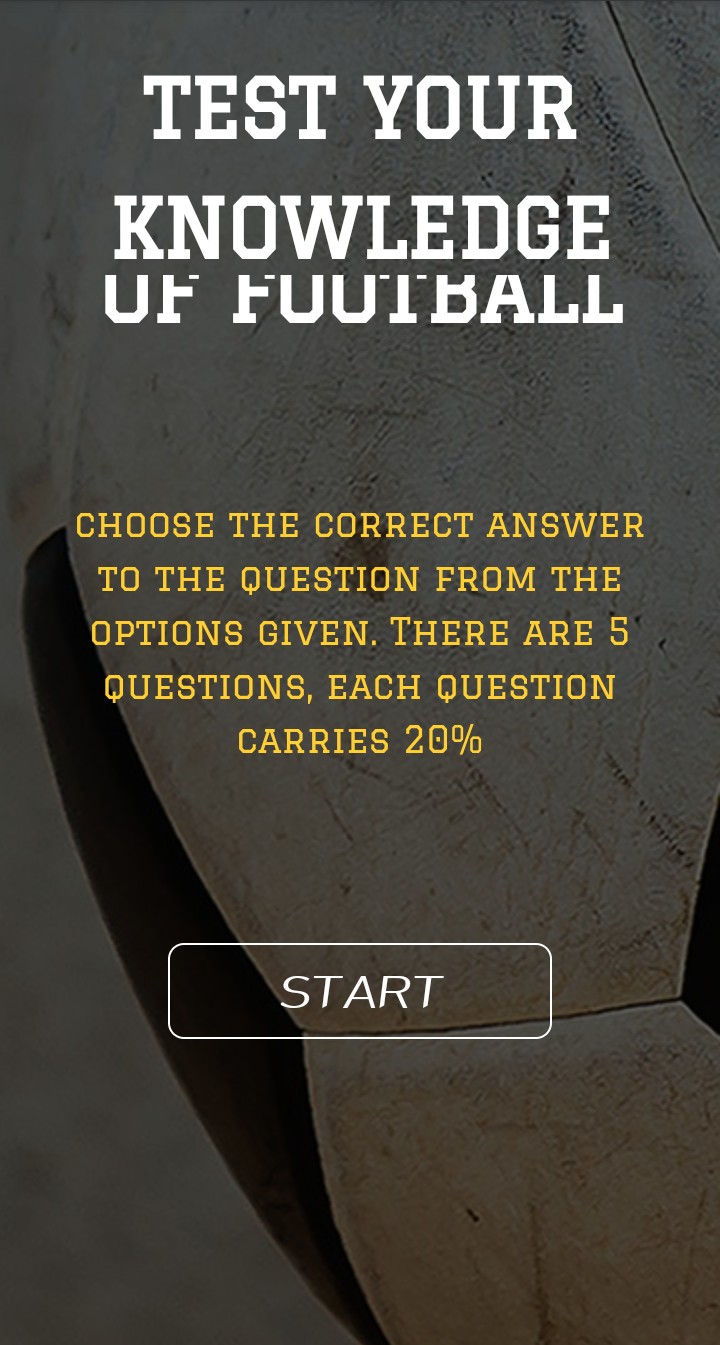 TEST YOUR
KNOWLEDGE
OF FOOTBALL
CHOOSE THE CORRECT ANSWER
TO THE QUESTION FROM THE
OPTIONS GIVEN. THERE ARE 5
QUESTIONS, EACH QUESTION
CARRIES 20%
START